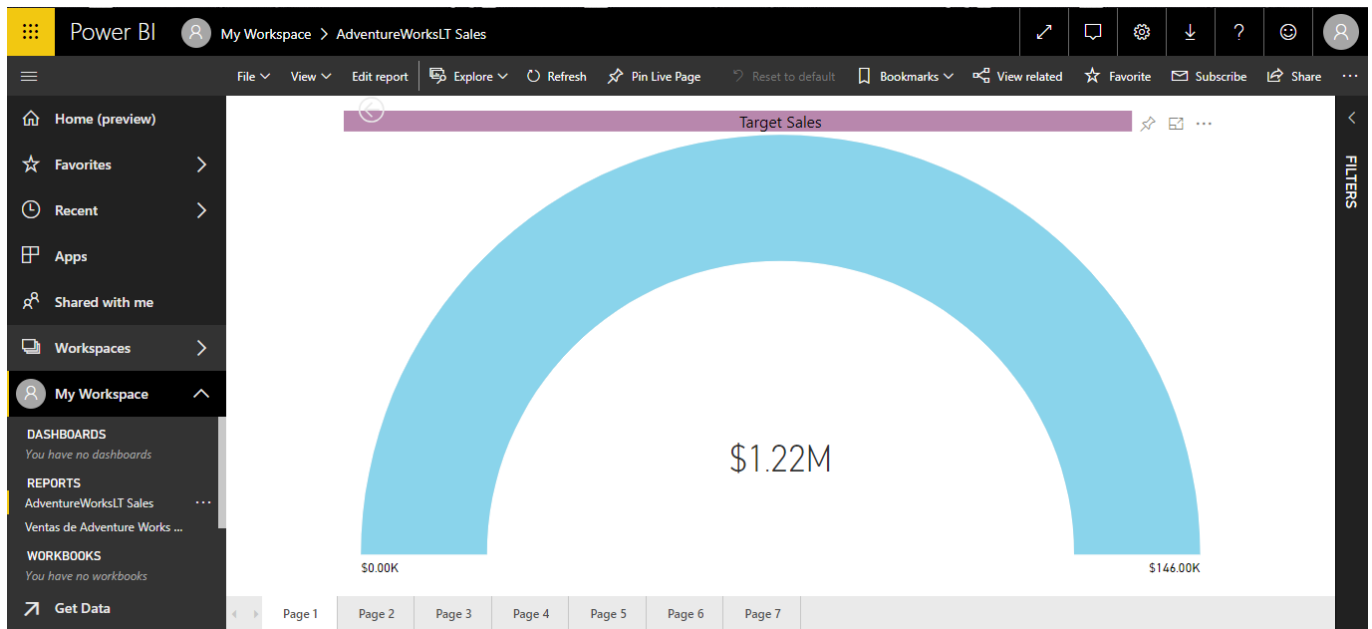 Power BI My Workspace > AdventureWorksLT Sales
File View Edit report Explore Refresh Pin Live Page Reset to default Bookmarks View related Favorite Subscribe Share
Home (preview)
Favorites
Recent
Apps
Shared with me
Workspaces
My Workspace
DASHBOARDS
You have no dashboards
REPORTS
AdventureWorksLT Sales
Ventas de Adventure Works ...
WORKBOOKS
You have no workbooks
Get Data
Target Sales
$1.22M
$0.00K $146.00K
Page 1 Page 2 Page 3 Page 4 Page 5 Page 6 Page 7
FILTERS